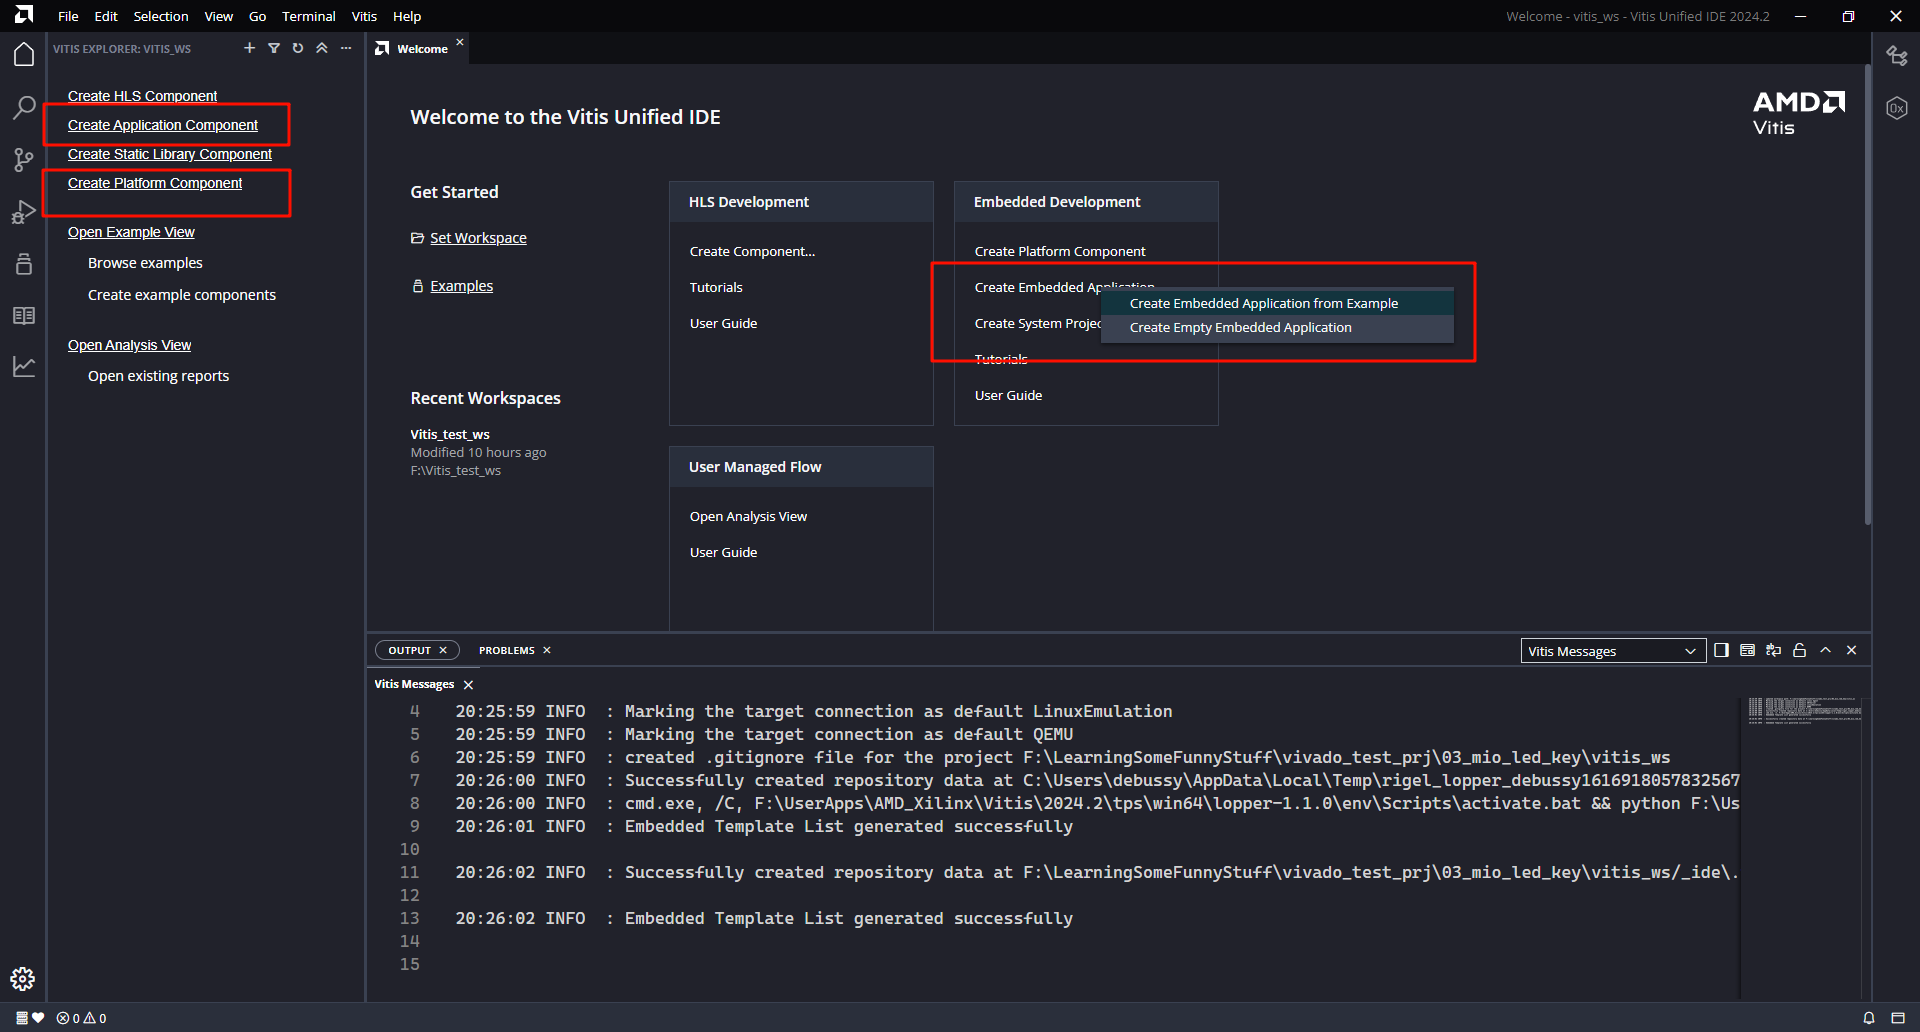 File Edit Selection View Go Terminal Vitis Help
Welcome - vitis_ws - Vitis Unified IDE 2024.2
VITIS EXPLORER: VITIS_WS
Create HLS Component
Create Application Component
Create Static Library Component
Create Platform Component
Open Example View
Browse examples
Create example components
Open Analysis View
Open existing reports
Welcome
Welcome to the Vitis Unified IDE
AMD
Vitis
0x
Get Started
Set Workspace
Examples
Recent Workspaces
Vitis_test_ws
Modified 10 hours ago
F:\Vitis_test_ws
HLS Development
Create Component...
Tutorials
User Guide
Embedded Development
Create Platform Component
Create Embedded Application
Create System Projec
Tutorials
User Guide
Create Embedded Application from Example
Create Empty Embedded Application
User Managed Flow
Open Analysis View
User Guide
OUTPUT PROBLEMS
Vitis Messages
Vitis Messages
4 20:25:59 INFO : Marking the target connection as default LinuxEmulation
5 20:25:59 INFO : Marking the target connection as default QEMU
6 20:25:59 INFO : created .gitignore file for the project F:\LearningSomeFunnyStuff\vivado_test_prj\03_mio_led_key\vitis_ws
7 20:26:00 INFO : Successfully created repository data at C:\Users\debussy\AppData\Local\Temp\rigel_lopper_debussy1616918057832567
8 20:26:00 INFO : cmd.exe, /C, F:\UserApps\AMD_Xilinx\Vitis\2024.2\tps\win64\lopper-1.1.0\env\Scripts\activate.bat && python F:\Us
9 20:26:01 INFO : Embedded Template List generated successfully
10
11 20:26:02 INFO : Successfully created repository data at F:\LearningSomeFunnyStuff\vivado_test_prj\03_mio_led_key\vitis_ws/_ide\.
12
13 20:26:02 INFO : Embedded Template List generated successfully
14
15
0 0